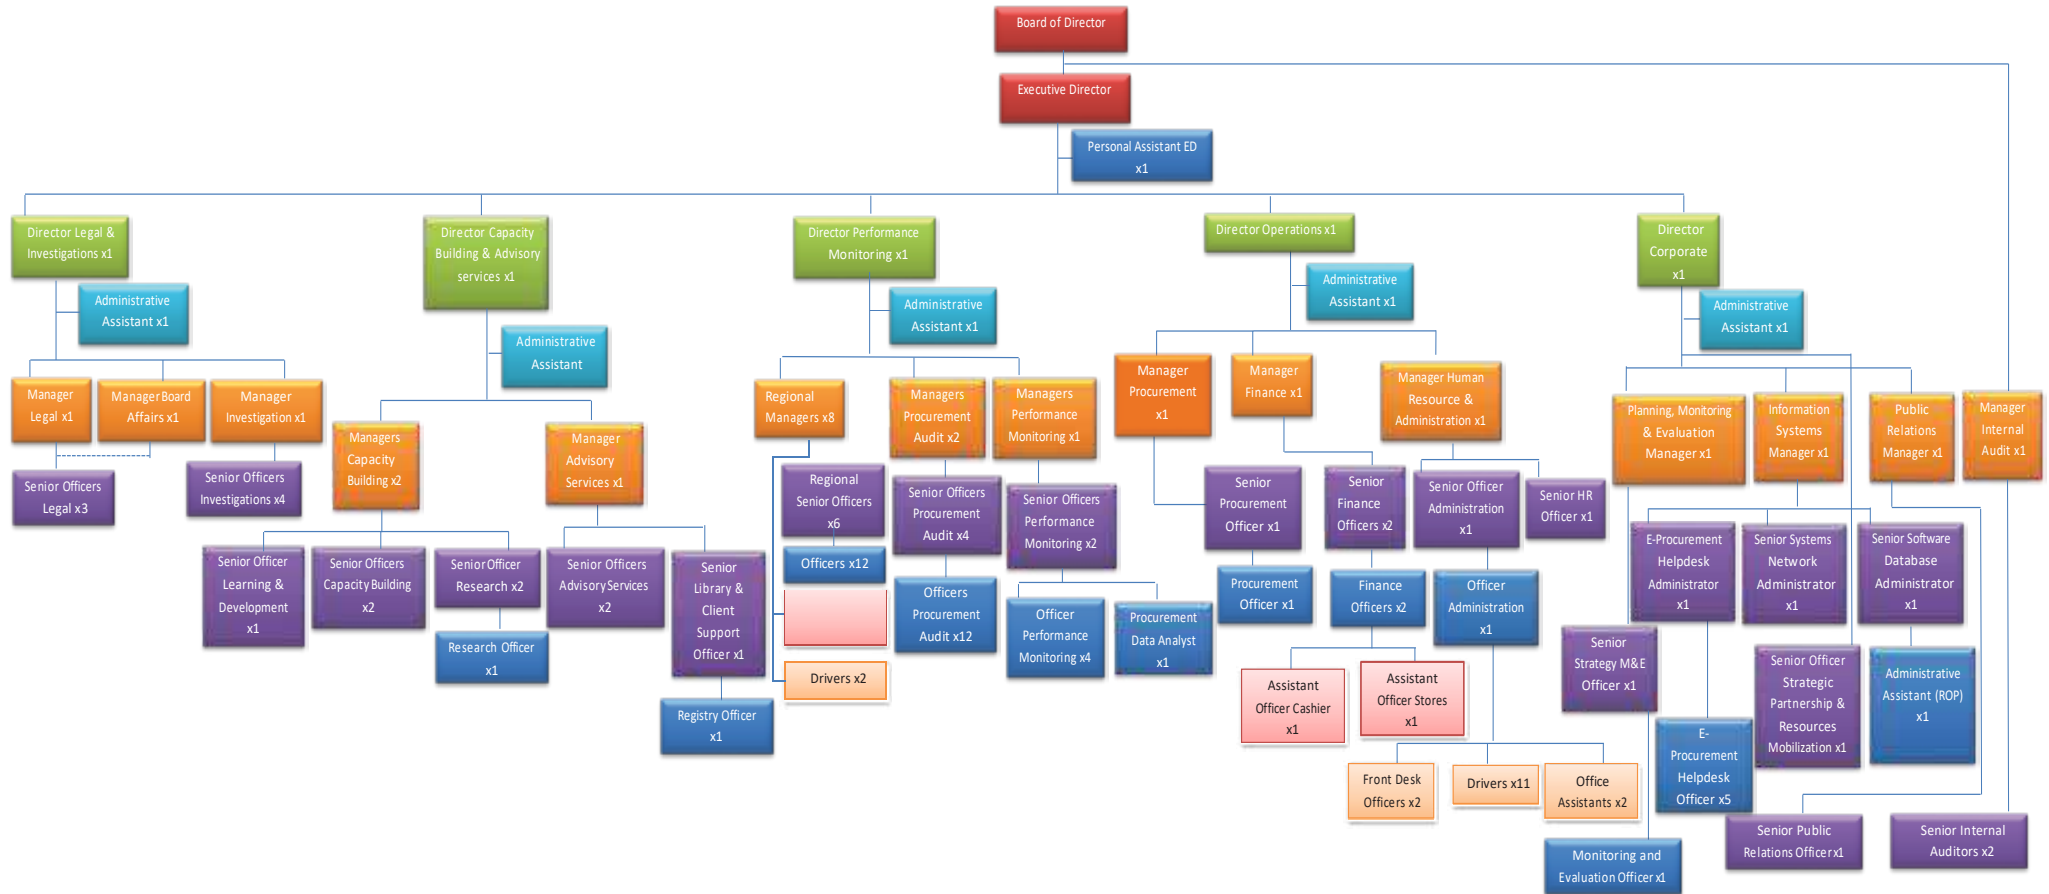 Board of Director
Executive Director
Personal Assistant ED
x1
Director Legal &
Investigations x1
Administrative
Assistant x1
Manager
Legal x1
Manager Board
Affairs x1
Manager
Investigation x1
Senior Officers
Legal x3
Senior Officers
Investigations x4
Director Capacity
Building & Advisory
services x1
Administrative
Assistant
Managers
Capacity
Building x2
Manager
Advisory
Services x1
Senior Officer
Learning &
Development
x1
Senior Officers
Capacity Building
x2
Senior Officer
Research x2
Research Officer
x1
Senior Officers
Advisory Services
x2
Senior
Library &
Client
Support
Officer x1
Registry Officer
x1
Director Performance
Monitoring x1
Administrative
Assistant x1
Regional
Managers x8
Managers
Procurement
Audit x2
Managers
Performance
Monitoring x1
Regional
Senior Officers
x6
Officers x12
Drivers x2
Senior Officers
Procurement
Audit x4
Officers
Procurement
Audit x12
Senior Officers
Performance
Monitoring x2
Officer
Performance
Monitoring x4
Procurement
Data Analyst
x1
Director Operations x1
Administrative
Assistant x1
Manager
Procurement
x1
Manager
Finance x1
Manager Human
Resource &
Administration x1
Senior
Procurement
Officer x1
Procurement
Officer x1
Senior
Finance
Officers x2
Finance
Officers x2
Assistant
Officer Cashier
x1
Assistant
Officer Stores
x1
Senior Officer
Administration
x1
Senior HR
Officer x1
Officer
Administration
x1
Front Desk
Officers x2
Drivers x11
Office
Assistants x2
Director
Corporate
x1
Administrative
Assistant x1
Planning, Monitoring
& Evaluation
Manager x1
Information
Systems
Manager x1
Public
Relations
Manager x1
Manager
Internal
Audit x1
E-Procurement
Helpdesk
Administrator
x1
Senior Systems
Network
Administrator
x1
Senior Software
Database
Administrator
x1
Senior
Strategy M&E
Officer x1
Senior Officer
Strategic
Partnership &
Resources
Mobilization x1
Administrative
Assistant (ROP)
x1
E-
Procurement
Helpdesk
Officer x5
Senior Public
Relations Officer x1
Senior Internal
Auditors x2
Monitoring and
Evaluation Officer x1